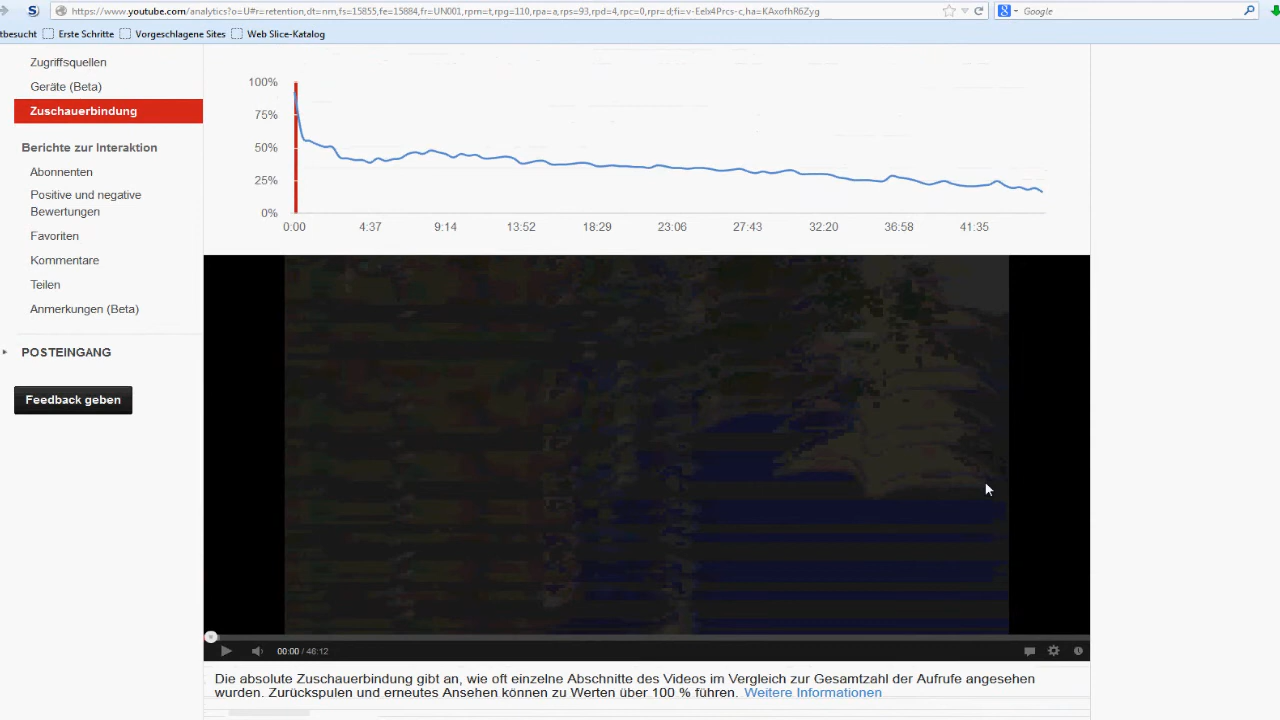 https://www.youtube.com/analytics?o=U#r=retention,dt=nm,fs=15855,fe=15884,fr=UN001,rpm=t,rpg=110,rpa=a,rps=93,rpd=4,rpc=0,rpr=d;fi=v-Eelx4Prcs-c,ha=KAxofhR6Zyg
Google
tbesucht Erste Schritte Vorgeschlagene Sites Web Slice-Katalog
Zugriffsquellen
Geräte (Beta)
Zuschauerbindung
Berichte zur Interaktion
Abonnenten
Positive und negative
Bewertungen
Favoriten
Kommentare
Teilen
Anmerkungen (Beta)
POSTEINGANG
Feedback geben
100%
75%
50%
25%
0%
0:00 4:37 9:14 13:52 18:29 23:06 27:43 32:20 36:58 41:35
00:00 / 46:12
Die absolute Zuschauerbindung gibt an, wie oft einzelne Abschnitte des Videos im Vergleich zur Gesamtzahl der Aufrufe angesehen
wurden. Zurückspulen und erneutes Ansehen können zu Werten über 100 % führen. Weitere Informationen